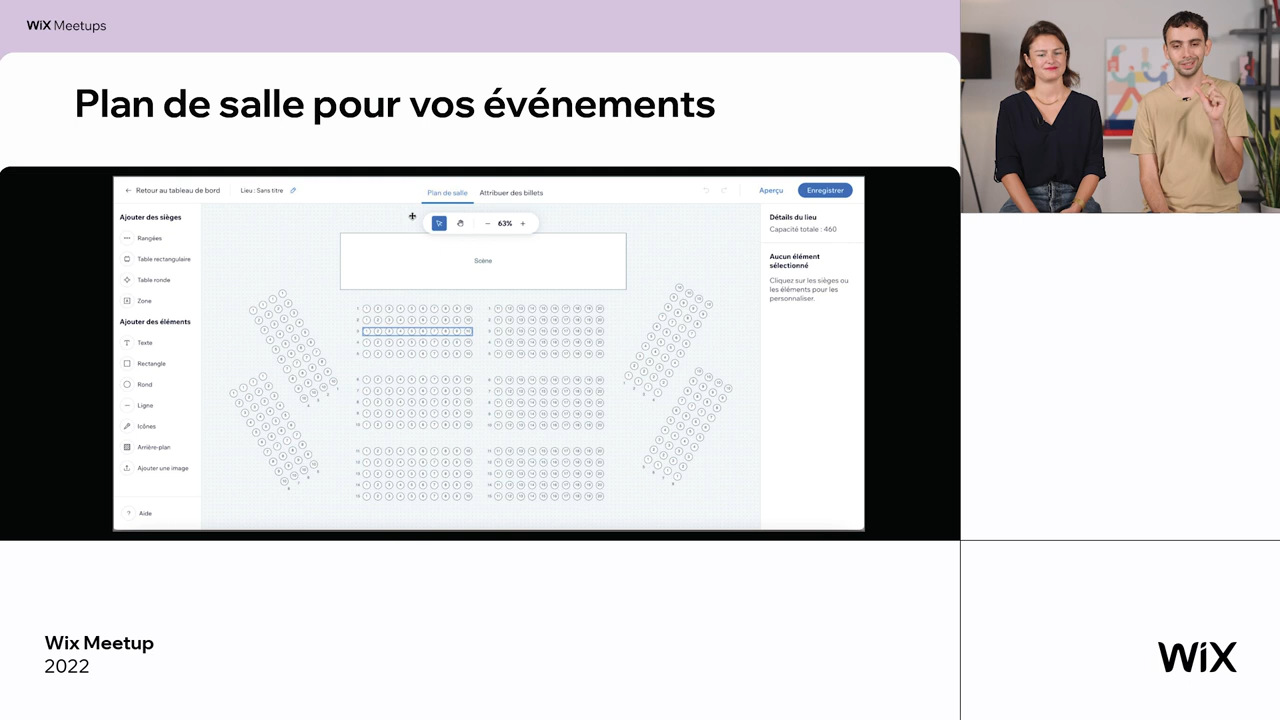 WiX Meetups
Plan de salle pour vos événements
Retour au tableau de bord
Lieu : Sans titre
Plan de salle
Attribuer des billets
Aperçu
Enregistrer
63%
Ajouter des sièges
Rangées
Table rectangulaire
Table ronde
Zone
Ajouter des éléments
Texte
Rectangle
Rond
Ligne
Icônes
Arrière-plan
Ajouter une image
? Aide
Scène
Détails du lieu
Capacité totale : 460
Aucun élément
sélectionné
Cliquez sur les sièges ou
les éléments pour les
personnaliser.
Wix Meetup
2022
WiX